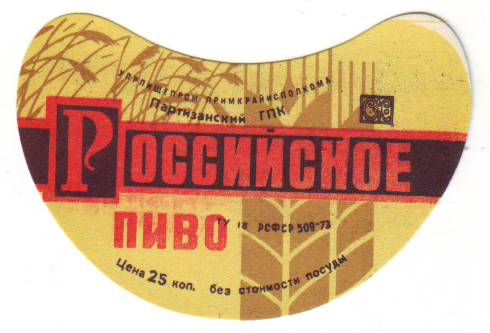 УПРПИЩЕПРОМ ПРИМКРАЙИСПОЛКОМА
Партизанский ГПК
РОССИЙСКОЕ
ПИВО
ТУ 18 РСФСР 509-73
Цена 25 коп. без стоимости посуды